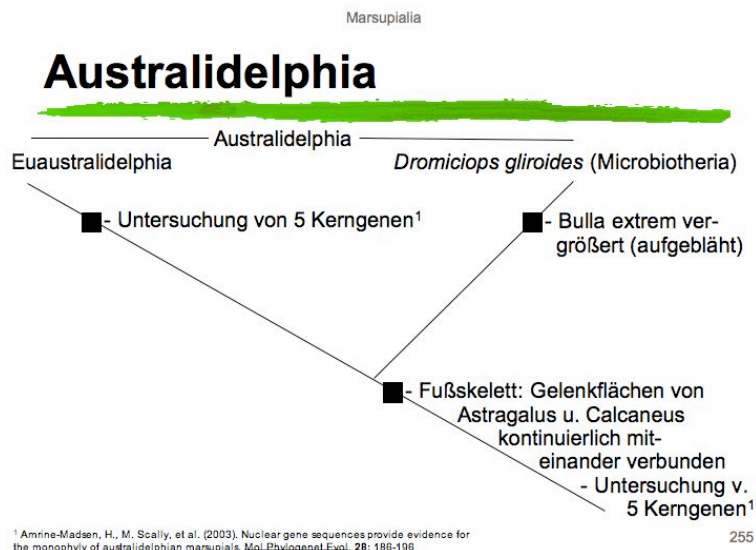 Marsupialia
Australidelphia
Australidelphia
Euaustralidelphia
Dromiciops gliroides (Microbiotheria)
- Untersuchung von 5 Kerngenen¹
- Bulla extrem ver-
größert (aufgebläht)
- Fußskelett: Gelenkflächen von
Astragalus u. Calcaneus
kontinuierlich mit-
einander verbunden
- Untersuchung v.
5 Kerngenen¹
¹ Amrine-Madsen, H., M. Scally, et al. (2003). Nuclear gene sequences provide evidence for
the monophyly of australidelphian marsupials. Mol Phylogenet Evol. 28: 186-196
255